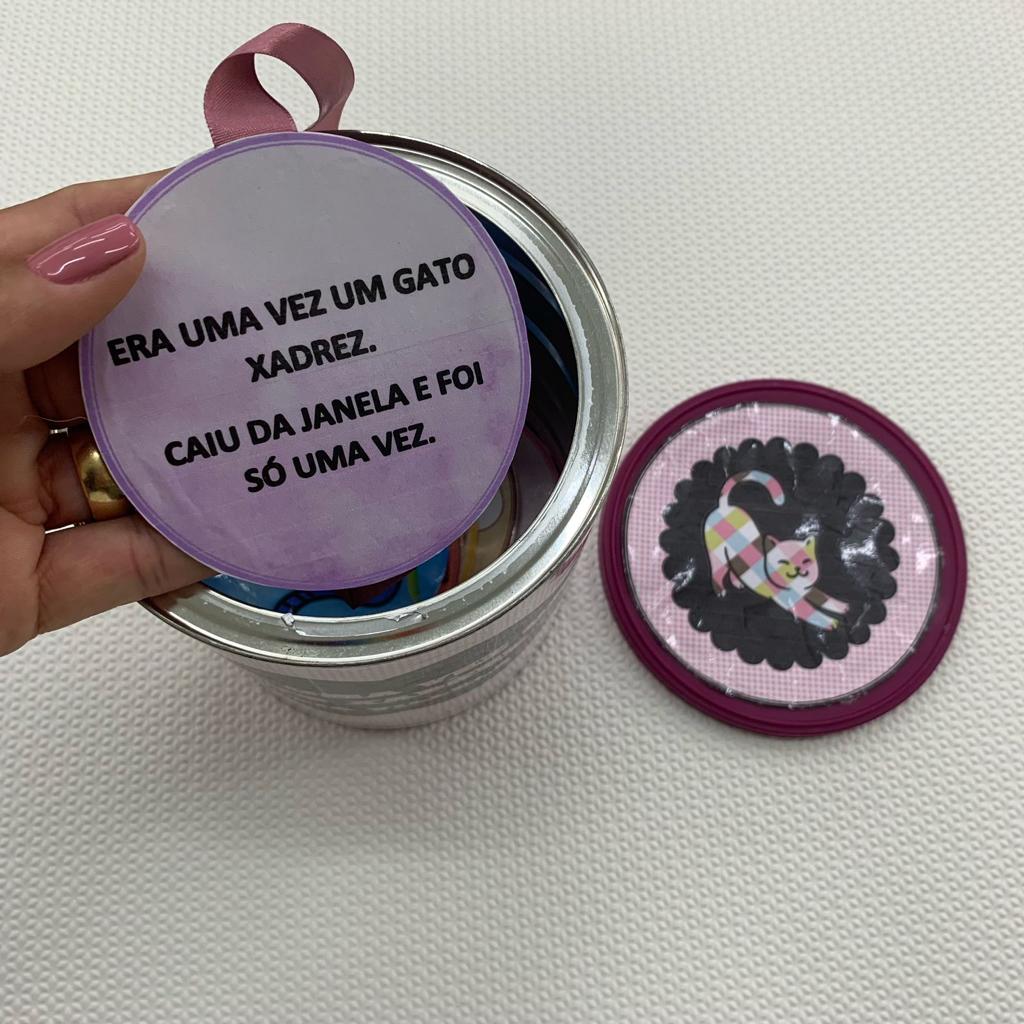 ERA UMA VEZ UM GATO
XADREZ.
CAIU DA JANELA E FOI
SÓ UMA VEZ.